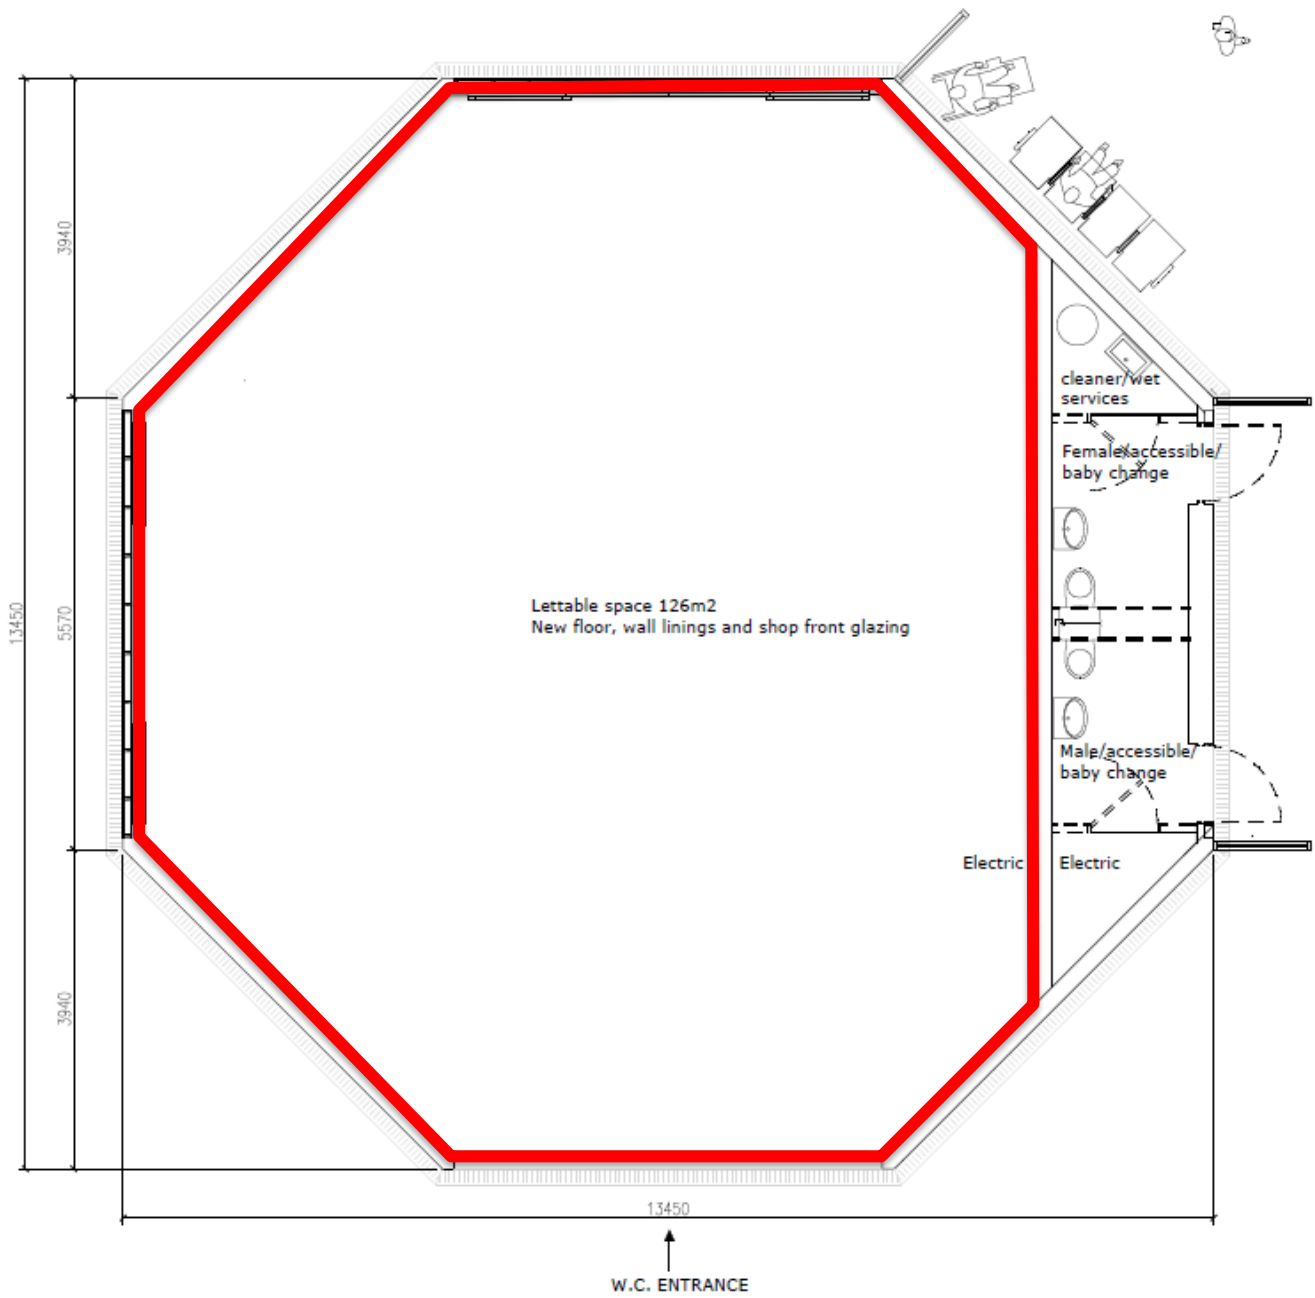 3940
cleaner/wet
services
Female/accessible/
baby change
13450
5570
Lettable space 126m2
New floor, wall linings and shop front glazing
Male/accessible/
baby change
Electric
Electric
3940
13450
W.C. ENTRANCE